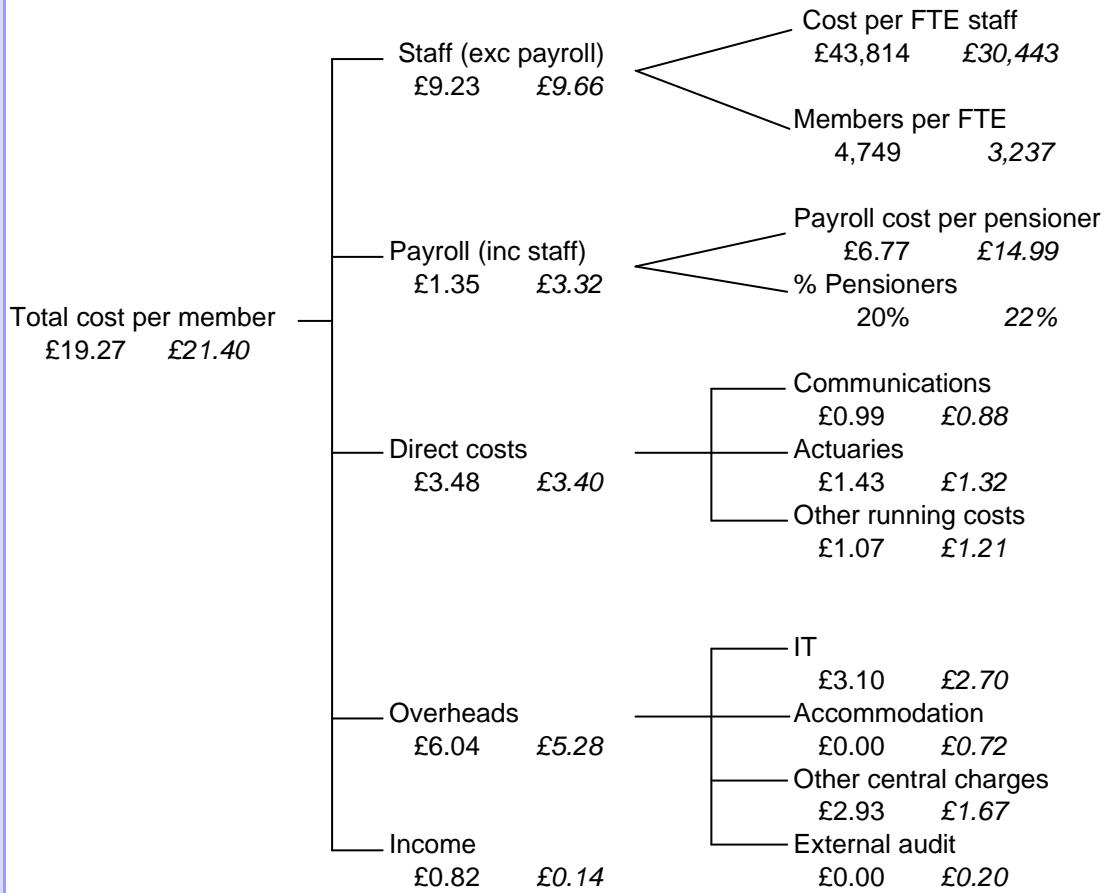 Cost per FTE staff
£43,814 £30,443
Staff (exc payroll)
£9.23 £9.66
Members per FTE
4,749 3,237
Payroll cost per pensioner
£6.77 £14.99
Payroll (inc staff)
£1.35 £3.32
% Pensioners
20% 22%
Total cost per member
£19.27 £21.40
Communications
£0.99 £0.88
Direct costs
£3.48 £3.40
Actuaries
£1.43 £1.32
Other running costs
£1.07 £1.21
IT
£3.10 £2.70
Overheads
£6.04 £5.28
Accommodation
£0.00 £0.72
Other central charges
£2.93 £1.67
Income
£0.82 £0.14
External audit
£0.00 £0.20